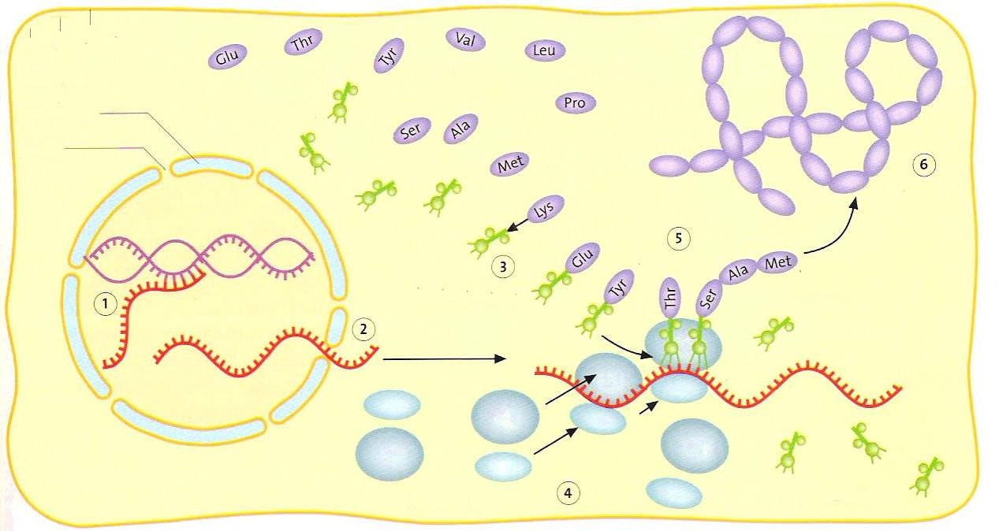 Glu
Thr
Tyr
Val
Leu
Pro
Ser
Ala
Met
Lys
Glu
Tyr
Thr
Ser
Ala
Met
1
2
3
4
5
6